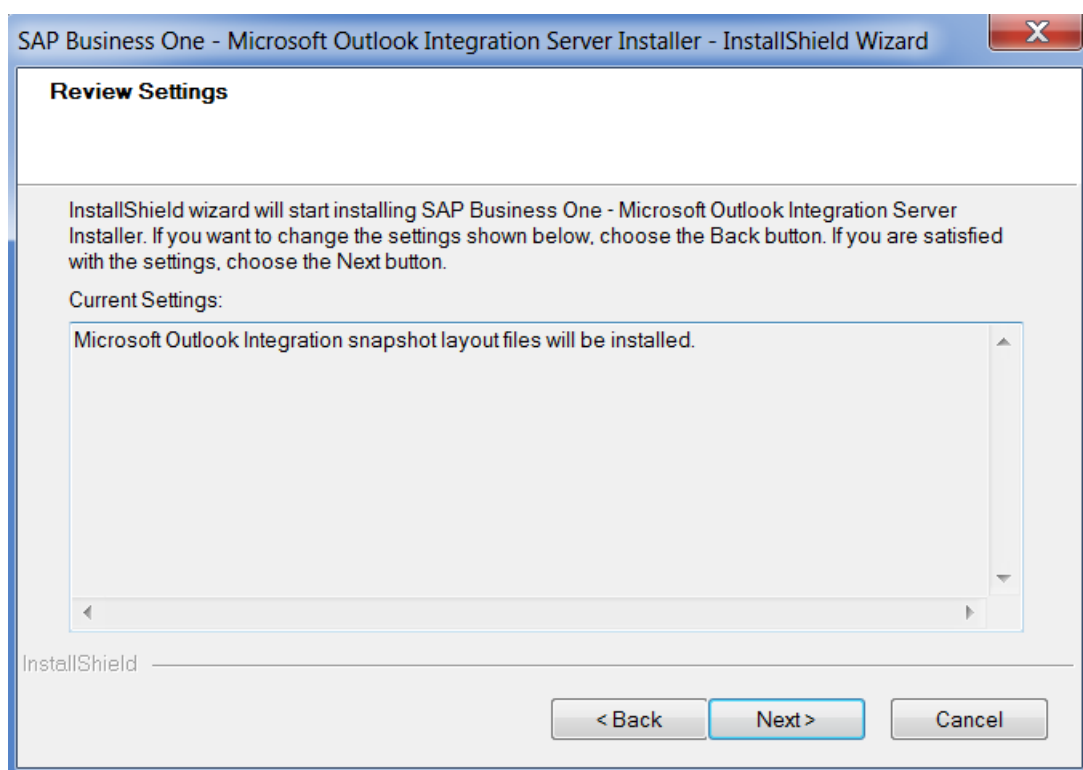 SAP Business One - Microsoft Outlook Integration Server Installer - InstallShield Wizard
X
Review Settings
InstallShield wizard will start installing SAP Business One - Microsoft Outlook Integration Server
Installer. If you want to change the settings shown below, choose the Back button. If you are satisfied
with the settings, choose the Next button.
Current Settings:
Microsoft Outlook Integration snapshot layout files will be installed.
InstallShield
< Back
Next >
Cancel